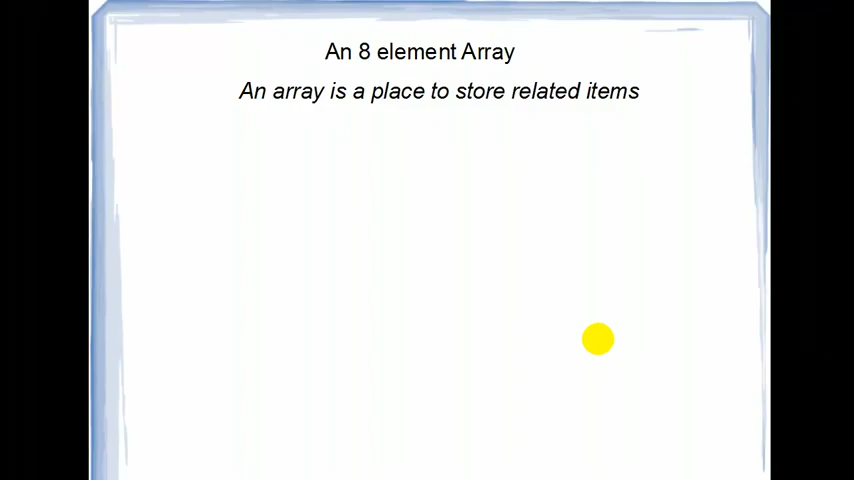 An 8 element Array
An array is a place to store related items